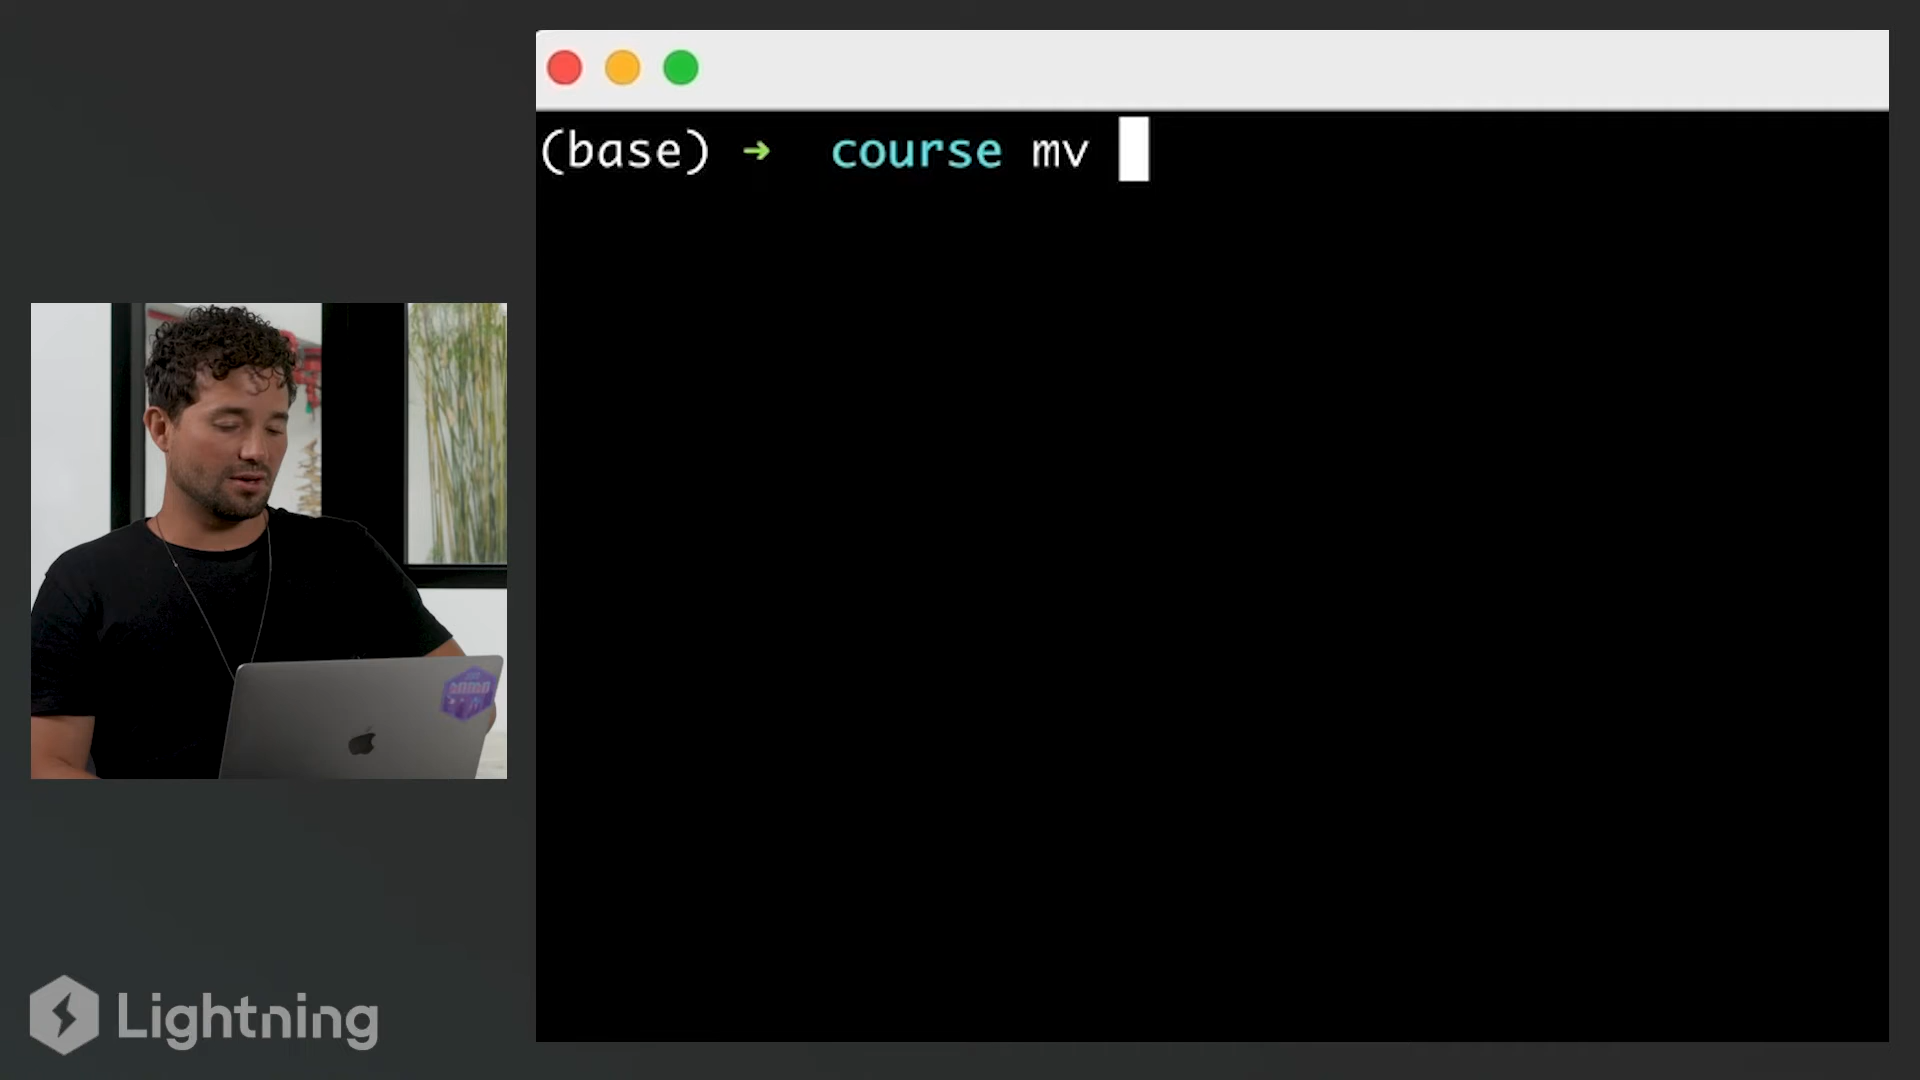 (base) ➜ course mv
Lightning